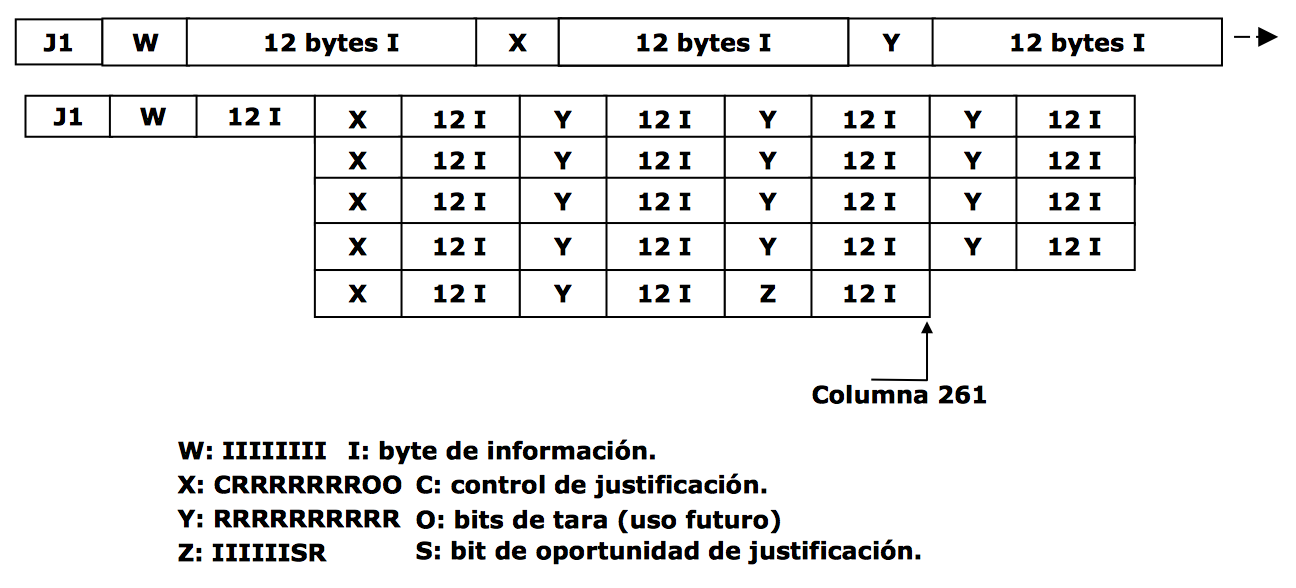 J1 W 12 bytes I X 12 bytes I Y 12 bytes I
J1 W 12 I X 12 I Y 12 I Y 12 I Y 12 I
X 12 I Y 12 I Y 12 I Y 12 I
X 12 I Y 12 I Y 12 I Y 12 I
X 12 I Y 12 I Y 12 I Y 12 I
X 12 I Y 12 I Z 12 I
Columna 261
W: IIIIIIII I: byte de información.
X: CRRRRRRROO C: control de justificación.
Y: RRRRRRRRRR O: bits de tara (uso futuro)
Z: IIIIIISR S: bit de oportunidad de justificación.